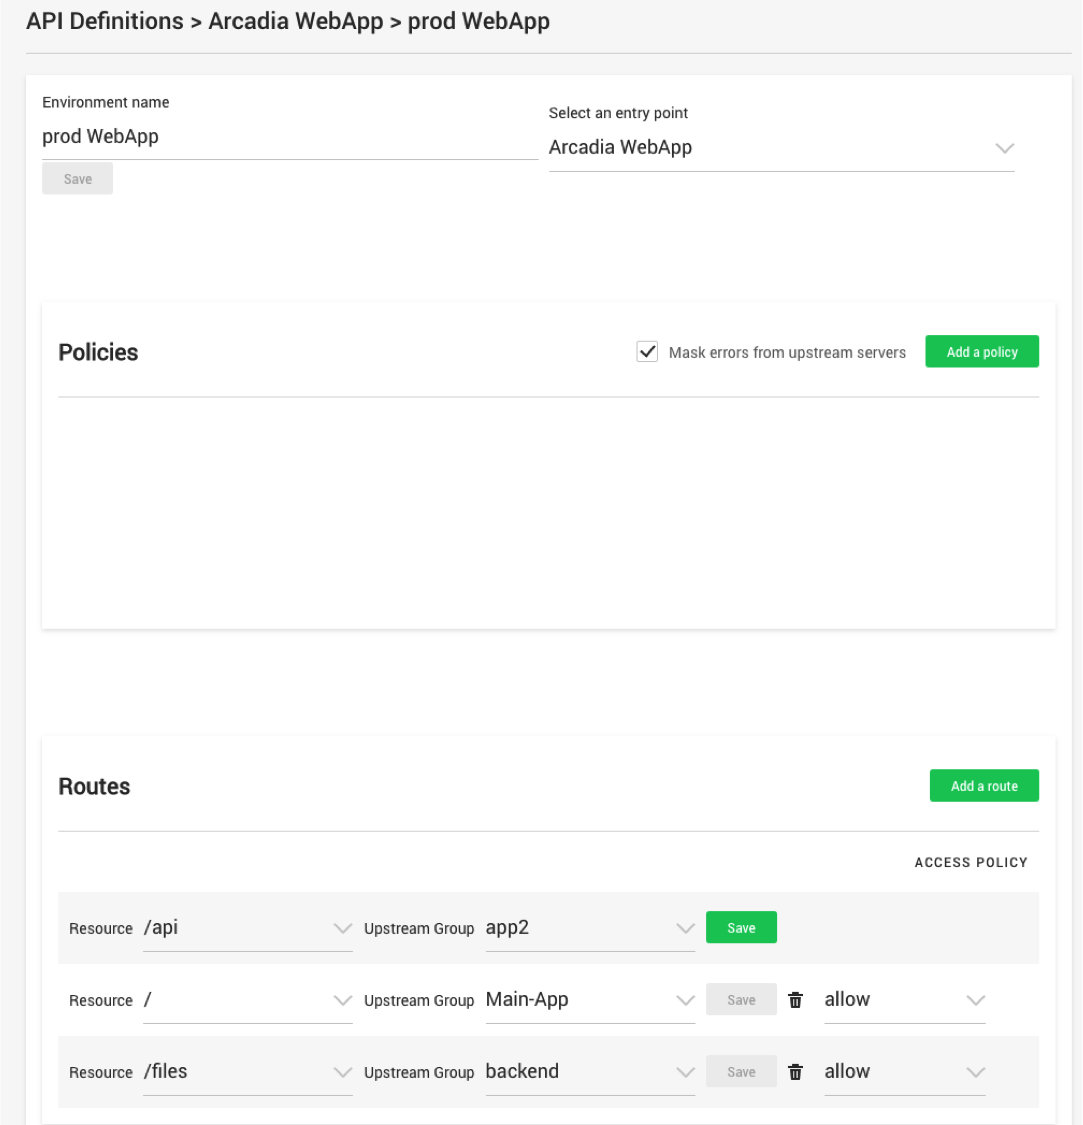 API Definitions > Arcadia WebApp > prod WebApp
Environment name
prod WebApp
Save
Select an entry point
Arcadia WebApp
Policies
Mask errors from upstream servers
Add a policy
Routes
Add a route
ACCESS POLICY
Resource /api Upstream Group app2 Save
Resource / Upstream Group Main-App Save allow
Resource /files Upstream Group backend Save allow